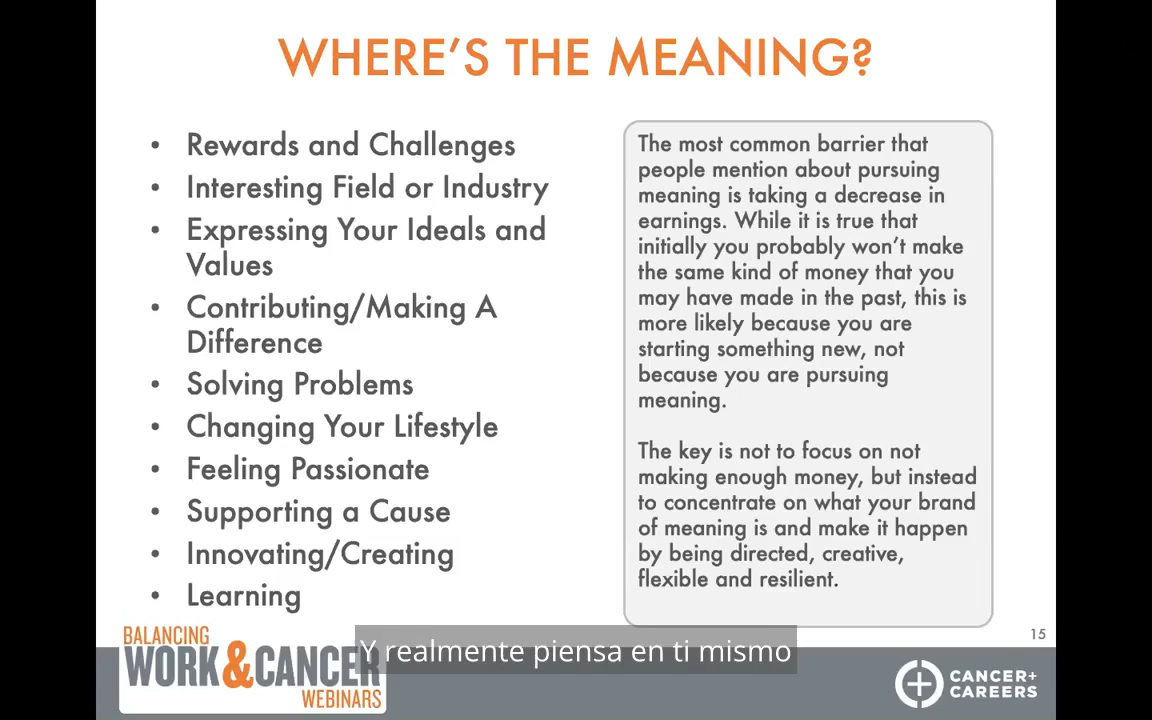 WHERE'S THE MEANING?
• Rewards and Challenges
• Interesting Field or Industry
• Expressing Your Ideals and
Values
• Contributing/Making A
Difference
• Solving Problems
• Changing Your Lifestyle
• Feeling Passionate
• Supporting a Cause
• Innovating/Creating
• Learning
The most common barrier that
people mention about pursuing
meaning is taking a decrease in
earnings. While it is true that
initially you probably won't make
the same kind of money that you
may have made in the past, this is
more likely because you are
starting something new, not
because you are pursuing
meaning.
The key is not to focus on not
making enough money, but instead
to concentrate on what your brand
of meaning is and make it happen
by being directed, creative,
flexible and resilient.
15
BALANCING
WORK&CANCER
WEBINARS
Y realmente piensa en ti mismo
CANCER+
CAREERS